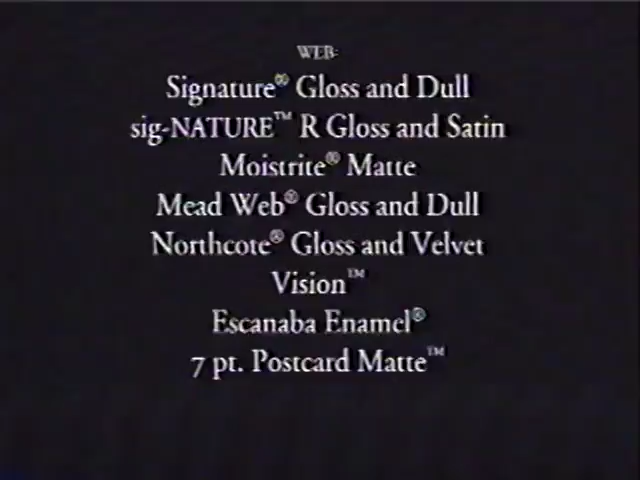 WEB:
Signature® Gloss and Dull
sig-NATURE™ R Gloss and Satin
Moistrite® Matte
Mead Web® Gloss and Dull
Northcote® Gloss and Velvet
Vision™
Escanaba Enamel®
7 pt. Postcard Matte™